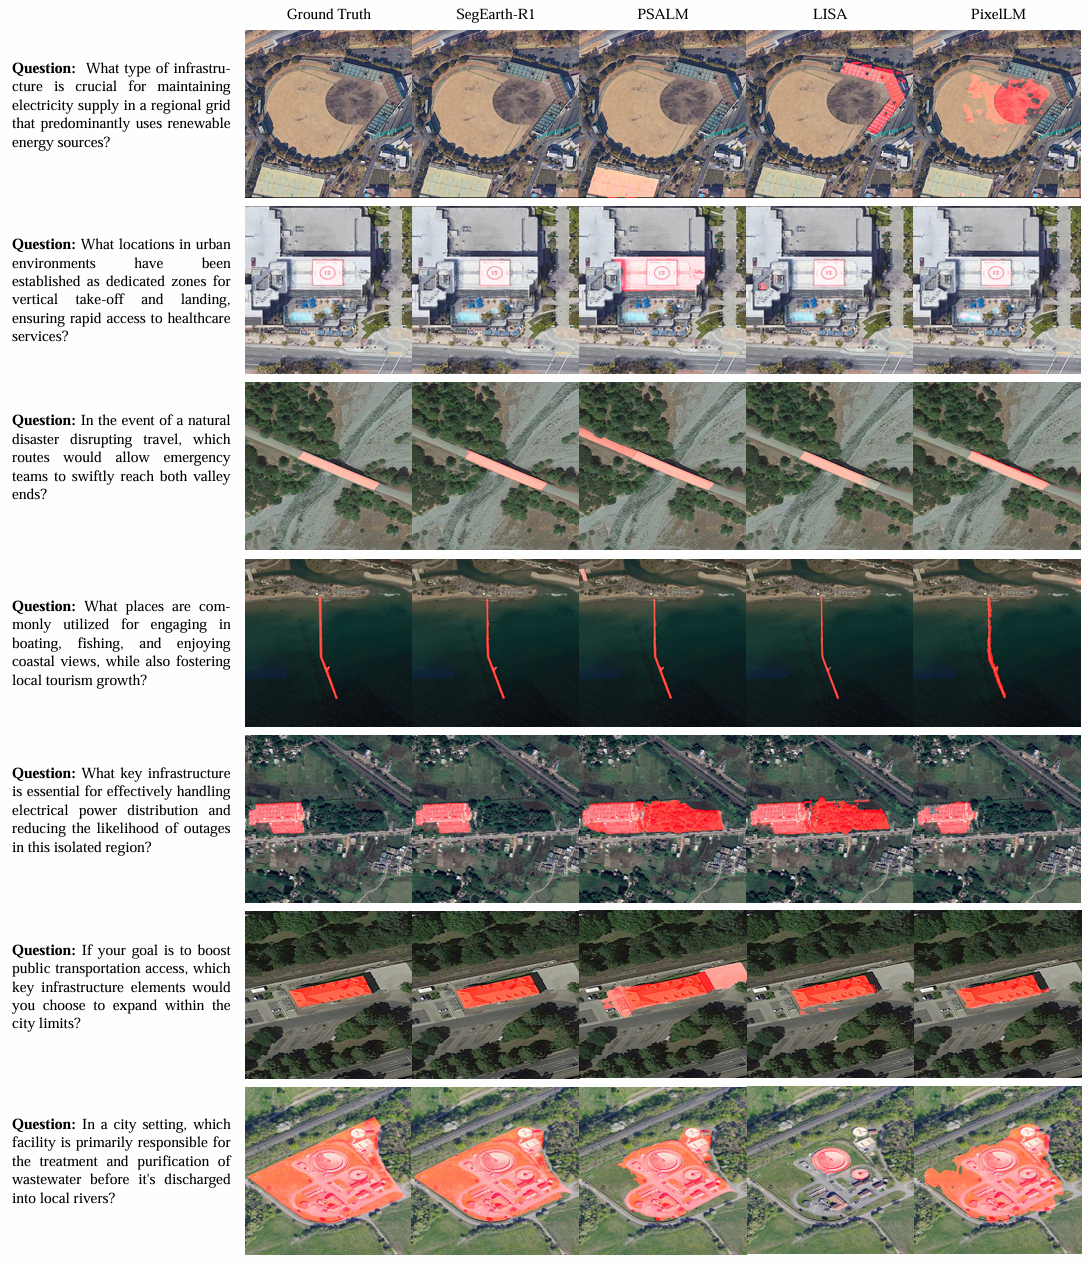 Ground Truth SegEarth-R1 PSALM LISA PixelLM
Question: What type of infrastru-
cture is crucial for maintaining
electricity supply in a regional grid
that predominantly uses renewable
energy sources?
Question: What locations in urban
environments have been
established as dedicated zones for
vertical take-off and landing,
ensuring rapid access to healthcare
services?
Question: In the event of a natural
disaster disrupting travel, which
routes would allow emergency
teams to swiftly reach both valley
ends?
Question: What places are com-
monly utilized for engaging in
boating, fishing, and enjoying
coastal views, while also fostering
local tourism growth?
Question: What key infrastructure
is essential for effectively handling
electrical power distribution and
reducing the likelihood of outages
in this isolated region?
Question: If your goal is to boost
public transportation access, which
key infrastructure elements would
you choose to expand within the
city limits?
Question: In a city setting, which
facility is primarily responsible for
the treatment and purification of
wastewater before it's discharged
into local rivers?